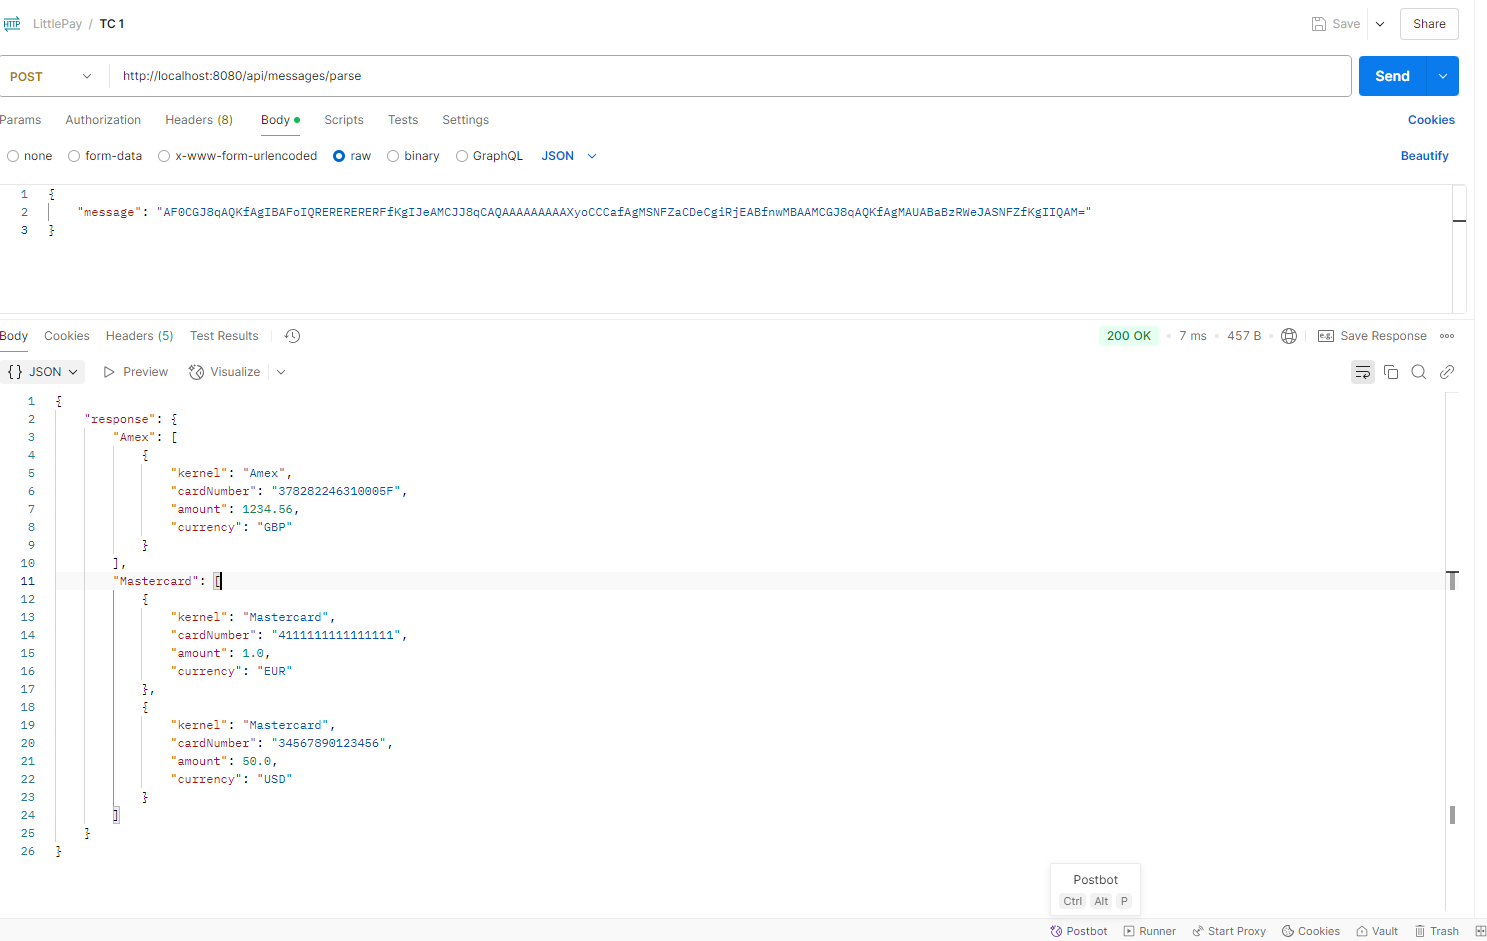 HTTP LittlePay / TC 1 Save Share
POST http://localhost:8080/api/messages/parse Send
Params Authorization Headers (8) Body Scripts Tests Settings Cookies
none form-data x-www-form-urlencoded raw binary GraphQL JSON Beautify
1 {
2 "message": "AF0CGJ8qAQKfAgIBAFoIQRERERERERFfKgIJeAMCJJ8qCAQAAAAAAAAAXyoCCCafAgMSNFZaCDeCgiRjEABfnwMBAAMCGJ8qAQKfAgMAUABaBzRWeJASNFZfKgIIQAM="
3 }
Body Cookies Headers (5) Test Results 200 OK 7 ms 457 B e.g. Save Response
{} JSON Preview Visualize
1 {
2 "response": {
3 "Amex": [
4 {
5 "kernel": "Amex",
6 "cardNumber": "378282246310005F",
7 "amount": 1234.56,
8 "currency": "GBP"
9 }
10 ],
11 "Mastercard": [
12 {
13 "kernel": "Mastercard",
14 "cardNumber": "4111111111111111",
15 "amount": 1.0,
16 "currency": "EUR"
17 },
18 {
19 "kernel": "Mastercard",
20 "cardNumber": "34567890123456",
21 "amount": 50.0,
22 "currency": "USD"
23 }
24 ]
25 }
26 }
Postbot
Ctrl Alt P
Postbot Runner Start Proxy Cookies Vault Trash